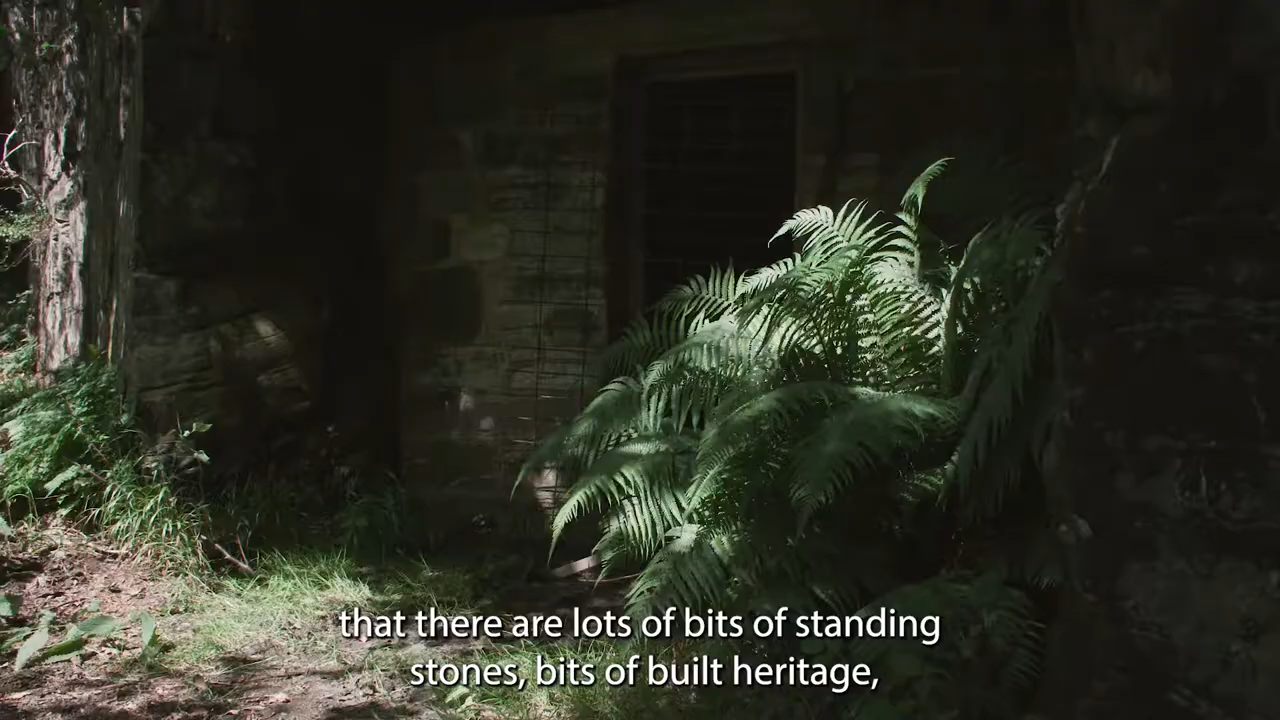 that there are lots of bits of standing
stones, bits of built heritage,